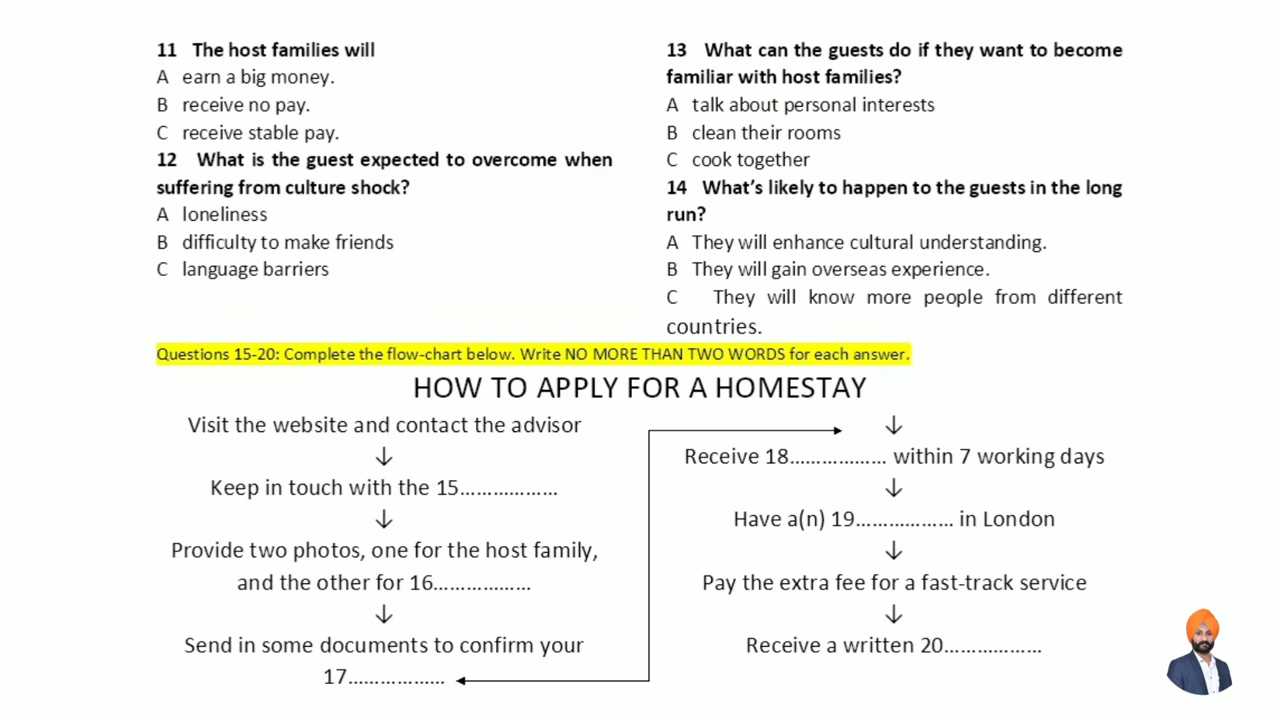 11 The host families will
A earn a big money.
B receive no pay.
C receive stable pay.
12 What is the guest expected to overcome when
suffering from culture shock?
A loneliness
B difficulty to make friends
C language barriers
13 What can the guests do if they want to become
familiar with host families?
A talk about personal interests
B clean their rooms
C cook together
14 What’s likely to happen to the guests in the long
run?
A They will enhance cultural understanding.
B They will gain overseas experience.
C They will know more people from different
countries.
Questions 15-20: Complete the flow-chart below. Write NO MORE THAN TWO WORDS for each answer.
HOW TO APPLY FOR A HOMESTAY
Visit the website and contact the advisor
↓
Keep in touch with the 15………………
↓
Provide two photos, one for the host family,
and the other for 16………………
↓
Send in some documents to confirm your
17………………
↓
Receive 18……………… within 7 working days
↓
Have a(n) 19……………… in London
↓
Pay the extra fee for a fast-track service
↓
Receive a written 20………………